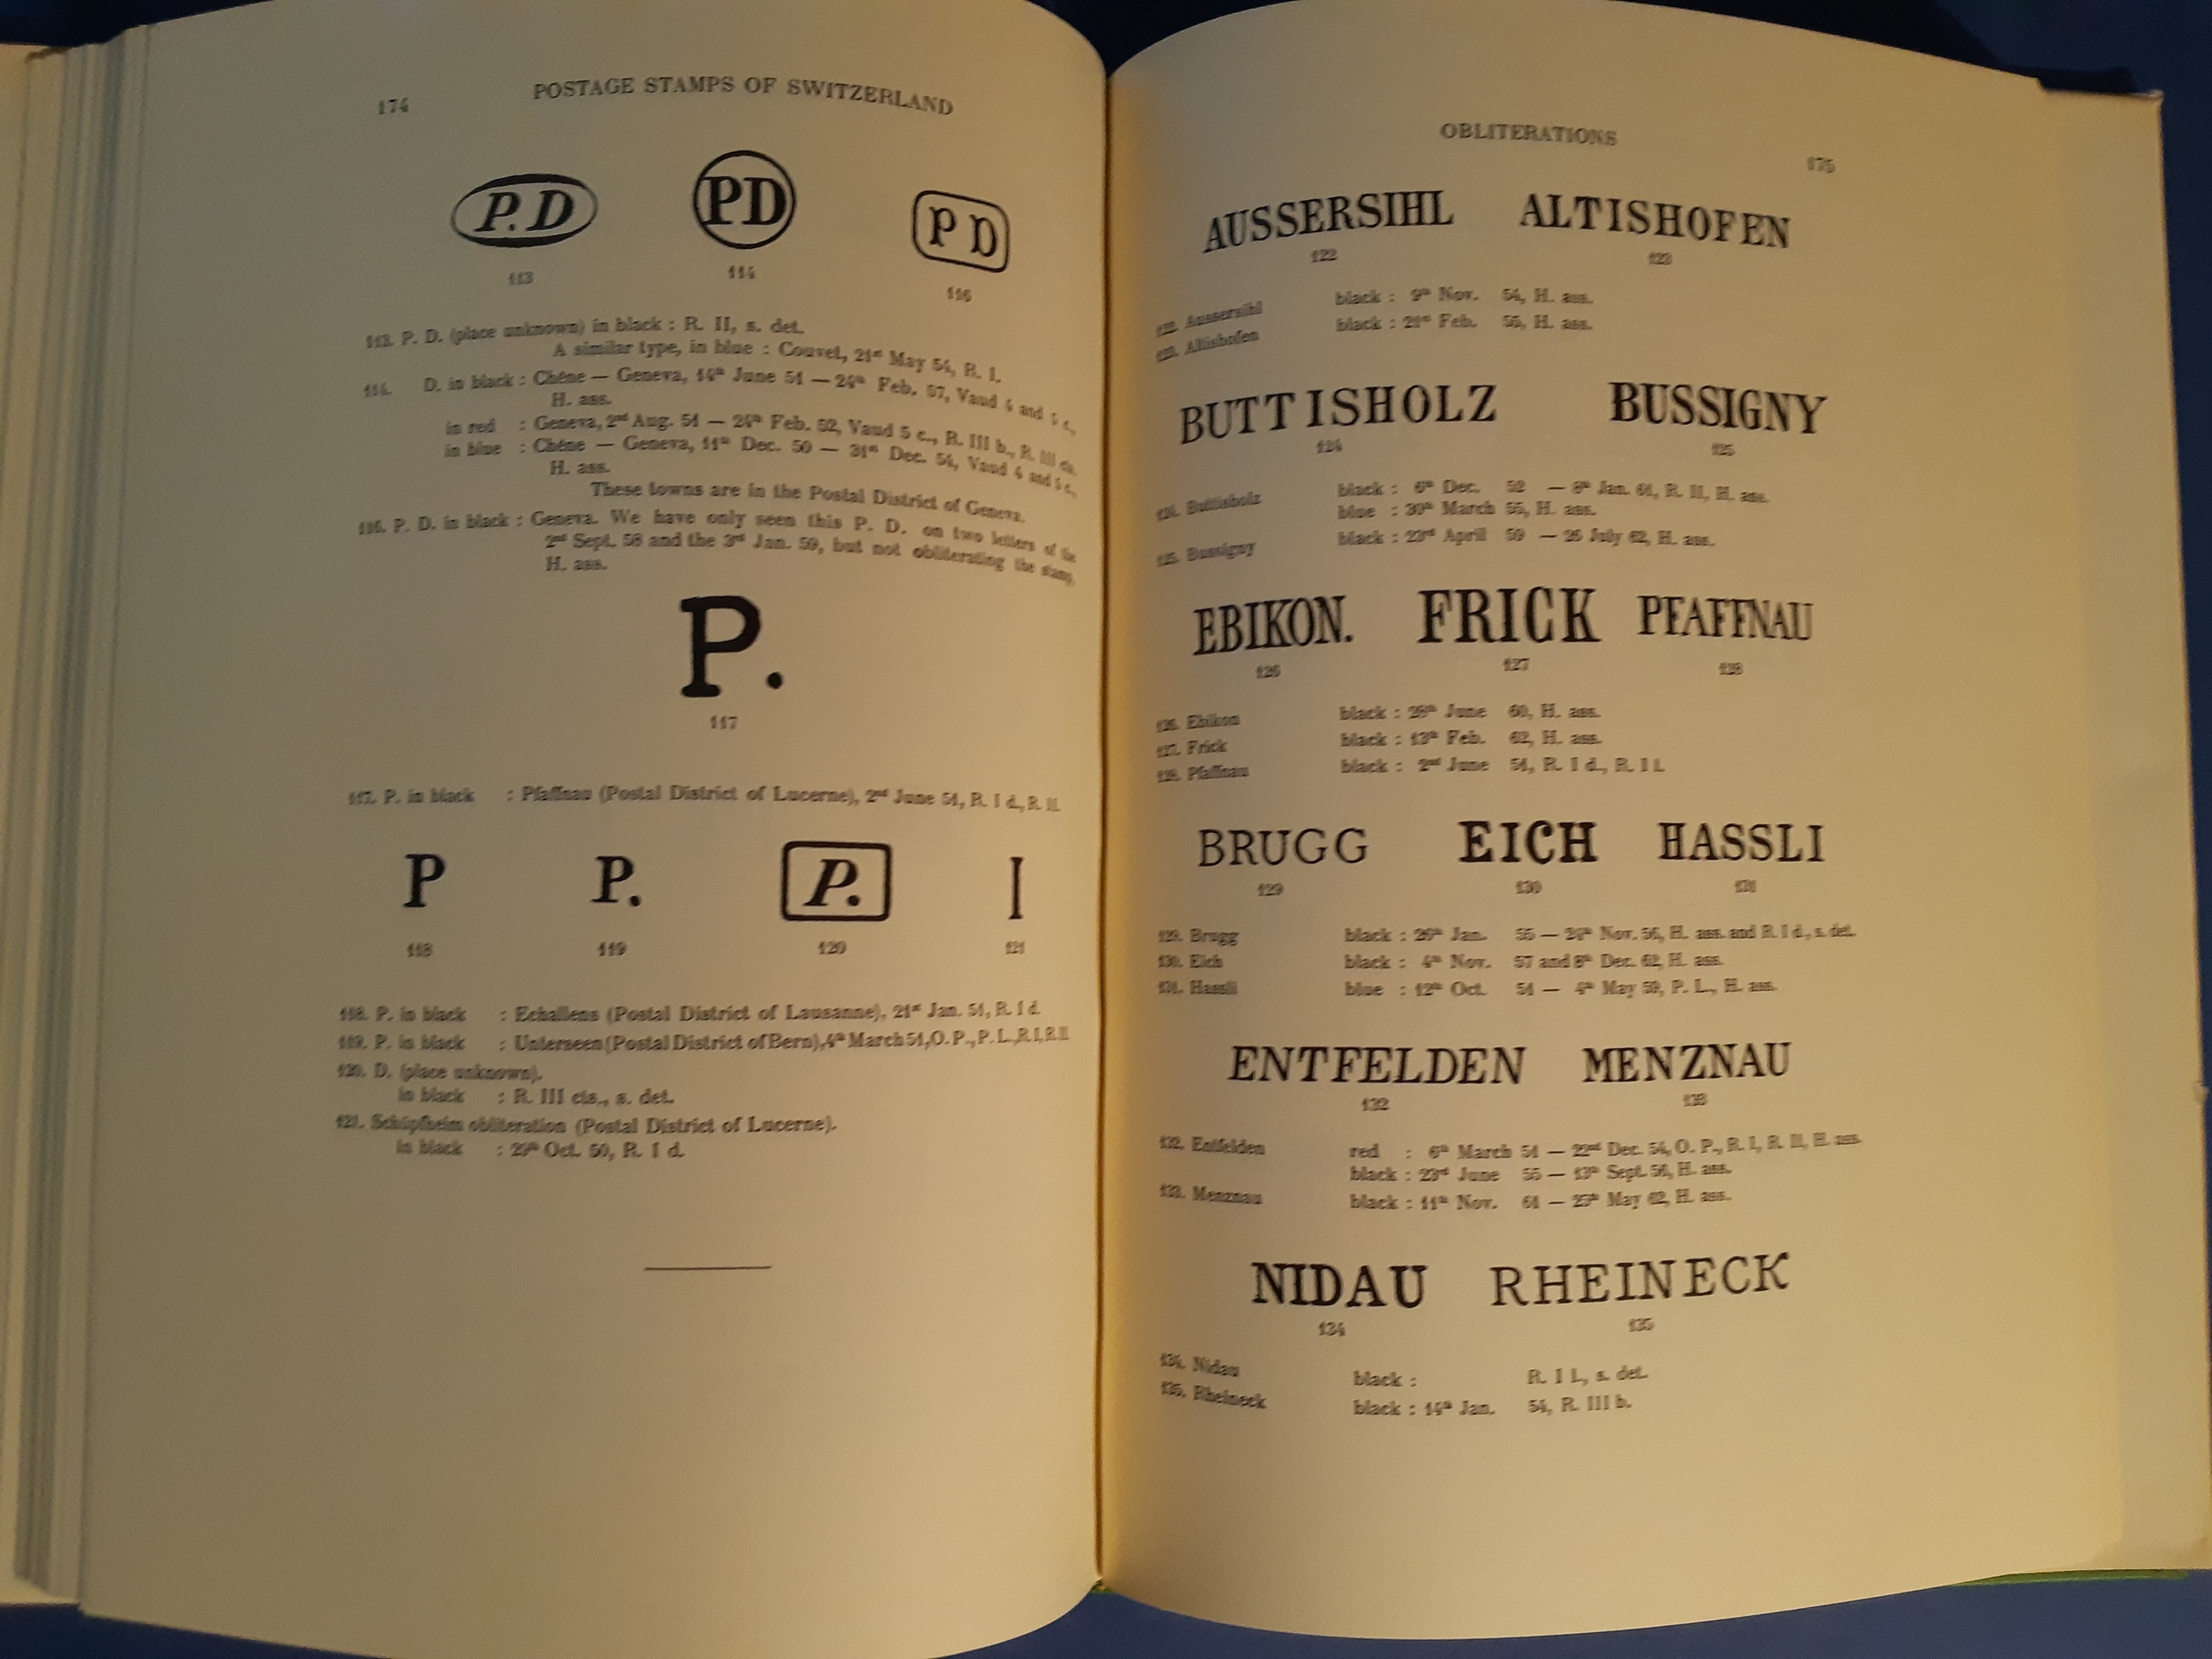 174
POSTAGE STAMPS OF SWITZERLAND
P.D
PD
P D
113
114
116
113. P. D. (place unknown) in black : R. II, s. det.
A similar type, in blue : Couvet, 21st May 54, R. I.
114. D. in black : Chêne — Geneva, 14th June 51 — 24th Feb. 57, Vaud 4 and 5 c.,
H. ass.
in red : Geneva, 2nd Aug. 51 — 24th Feb. 52, Vaud 5 c., R. III b., R. III cts.
in blue : Chêne — Geneva, 11th Dec. 50 — 31st Dec. 54, Vaud 4 and 5 c.,
H. ass.
These towns are in the Postal District of Geneva.
116. P. D. in black : Geneva. We have only seen this P. D. on two letters of the
2nd Sept. 58 and the 3rd Jan. 59, but not obliterating the stamp,
H. ass.
P.
117
117. P. in black : Pfaffnau (Postal District of Lucerne), 2nd June 51, R. I d., R. II.
P
P.
P.
I
118
119
120
121
118. P. in black : Echallens (Postal District of Lausanne), 21st Jan. 51, R. I d.
119. P. in black : Unterseen (Postal District of Bern), 4th March 51, O. P., P. L., R. I, R. II.
120. D. (place unknown).
in black : R. III cts., s. det.
121. Schüpfheim obliteration (Postal District of Lucerne).
in black : 29th Oct. 50, R. I d.
OBLITERATIONS
175
AUSSERSIHL
ALTISHOFEN
122
123
122. Aussersihl black : 9th Nov. 54, H. ass.
123. Altishofen black : 21st Feb. 55, H. ass.
BUTTISHOLZ
BUSSIGNY
124
125
124. Buttisholz black : 6th Dec. 52 — 8th Jan. 61, R. II, H. ass.
blue : 30th March 55, H. ass.
125. Bussigny black : 23rd April 59 — 26 July 62, H. ass.
EBIKON.
FRICK
PFAFFNAU
126
127
128
126. Ebikon black : 28th June 60, H. ass.
127. Frick black : 13th Feb. 62, H. ass.
128. Pfaffnau black : 2nd June 51, R. I d., R. I l.
BRUGG
EICH
HASSLI
129
130
131
129. Brugg black : 26th Jan. 55 — 24th Nov. 56, H. ass. and R. I d., s. det.
130. Eich black : 4th Nov. 57 and 8th Dec. 62, H. ass.
131. Hassli blue : 12th Oct. 51 — 4th May 59, P. L., H. ass.
ENTFELDEN
MENZNAU
132
133
132. Entfelden red : 6th March 51 — 22nd Dec. 54, O. P., R. I, R. II, H. ass.
black : 23rd June 55 — 13th Sept. 56, H. ass.
133. Menznau black : 11th Nov. 61 — 25th May 62, H. ass.
NIDAU
RHEINECK
134
135
134. Nidau black : R. I l., s. det.
135. Rheineck black : 14th Jan. 54, R. III b.